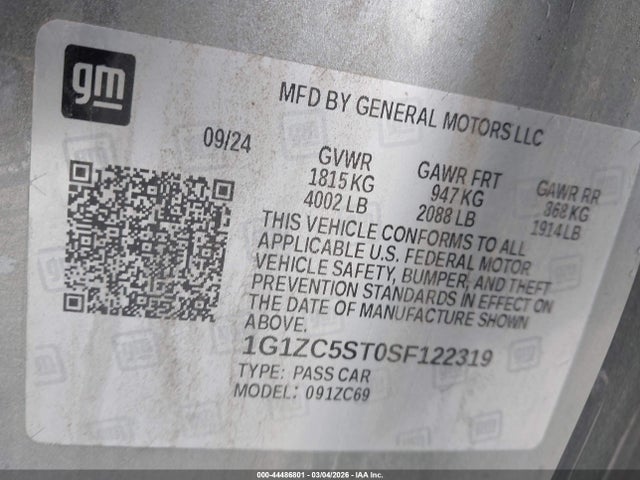 gm
MFD BY GENERAL MOTORS LLC
09/24
GVWR
1815 KG
4002 LB
GAWR FRT
947 KG
2088 LB
GAWR RR
868 KG
1914 LB
THIS VEHICLE CONFORMS TO ALL
APPLICABLE U.S. FEDERAL MOTOR
VEHICLE SAFETY, BUMPER, AND THEFT
PREVENTION STANDARDS IN EFFECT ON
THE DATE OF MANUFACTURE SHOWN
ABOVE.
1G1ZC5ST0SF122319
TYPE: PASS CAR
MODEL: 091ZC69
000-44486801 - 03/04/2026 - IAA Inc.